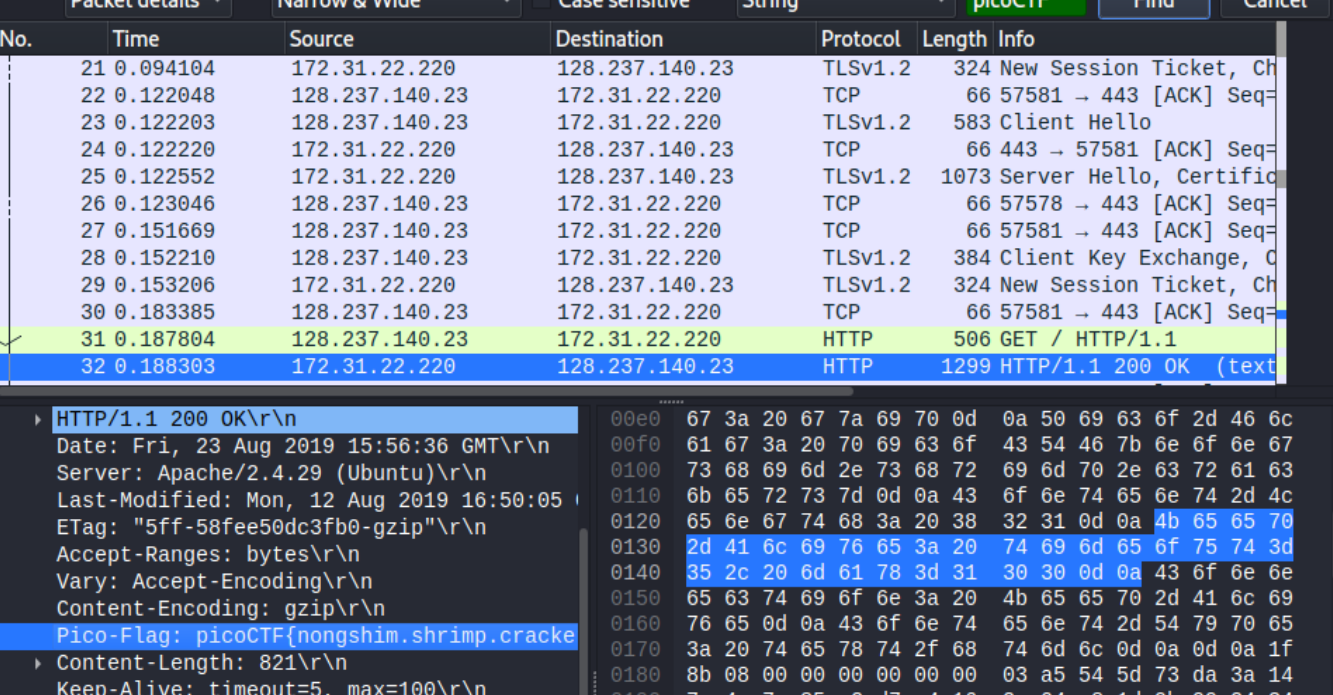 Packet details Narrow & Wide Case sensitive String picoCTF Find Cancel
No. Time Source Destination Protocol Length Info
21 0.094104 172.31.22.220 128.237.140.23 TLSv1.2 324 New Session Ticket, Ch
22 0.122048 128.237.140.23 172.31.22.220 TCP 66 57581 → 443 [ACK] Seq=
23 0.122203 128.237.140.23 172.31.22.220 TLSv1.2 583 Client Hello
24 0.122220 172.31.22.220 128.237.140.23 TCP 66 443 → 57581 [ACK] Seq=
25 0.122552 172.31.22.220 128.237.140.23 TLSv1.2 1073 Server Hello, Certific
26 0.123046 128.237.140.23 172.31.22.220 TCP 66 57578 → 443 [ACK] Seq=
27 0.151669 128.237.140.23 172.31.22.220 TCP 66 57581 → 443 [ACK] Seq=
28 0.152210 128.237.140.23 172.31.22.220 TLSv1.2 384 Client Key Exchange, C
29 0.153206 172.31.22.220 128.237.140.23 TLSv1.2 324 New Session Ticket, Ch
30 0.183385 128.237.140.23 172.31.22.220 TCP 66 57581 → 443 [ACK] Seq=
31 0.187804 128.237.140.23 172.31.22.220 HTTP 506 GET / HTTP/1.1
32 0.188303 172.31.22.220 128.237.140.23 HTTP 1299 HTTP/1.1 200 OK (text
HTTP/1.1 200 OK\r\n
Date: Fri, 23 Aug 2019 15:56:36 GMT\r\n
Server: Apache/2.4.29 (Ubuntu)\r\n
Last-Modified: Mon, 12 Aug 2019 16:50:05
ETag: "5ff-58fee50dc3fb0-gzip"\r\n
Accept-Ranges: bytes\r\n
Vary: Accept-Encoding\r\n
Content-Encoding: gzip\r\n
Pico-Flag: picoCTF{nongshim.shrimp.cracke
Content-Length: 821\r\n
Keep-Alive: timeout=5, max=100\r\n
00e0 67 3a 20 67 7a 69 70 0d 0a 50 69 63 6f 2d 46 6c
00f0 61 67 3a 20 70 69 63 6f 43 54 46 7b 6e 6f 6e 67
0100 73 68 69 6d 2e 73 68 72 69 6d 70 2e 63 72 61 63
0110 6b 65 72 73 7d 0d 0a 43 6f 6e 74 65 6e 74 2d 4c
0120 65 6e 67 74 68 3a 20 38 32 31 0d 0a 4b 65 65 70
0130 2d 41 6c 69 76 65 3a 20 74 69 6d 65 6f 75 74 3d
0140 35 2c 20 6d 61 78 3d 31 30 30 0d 0a 43 6f 6e 6e
0150 65 63 74 69 6f 6e 3a 20 4b 65 65 70 2d 41 6c 69
0160 76 65 0d 0a 43 6f 6e 74 65 6e 74 2d 54 79 70 65
0170 3a 20 74 65 78 74 2f 68 74 6d 6c 0d 0a 0d 0a 1f
0180 8b 08 00 00 00 00 00 00 03 a5 54 5d 73 da 3a 14